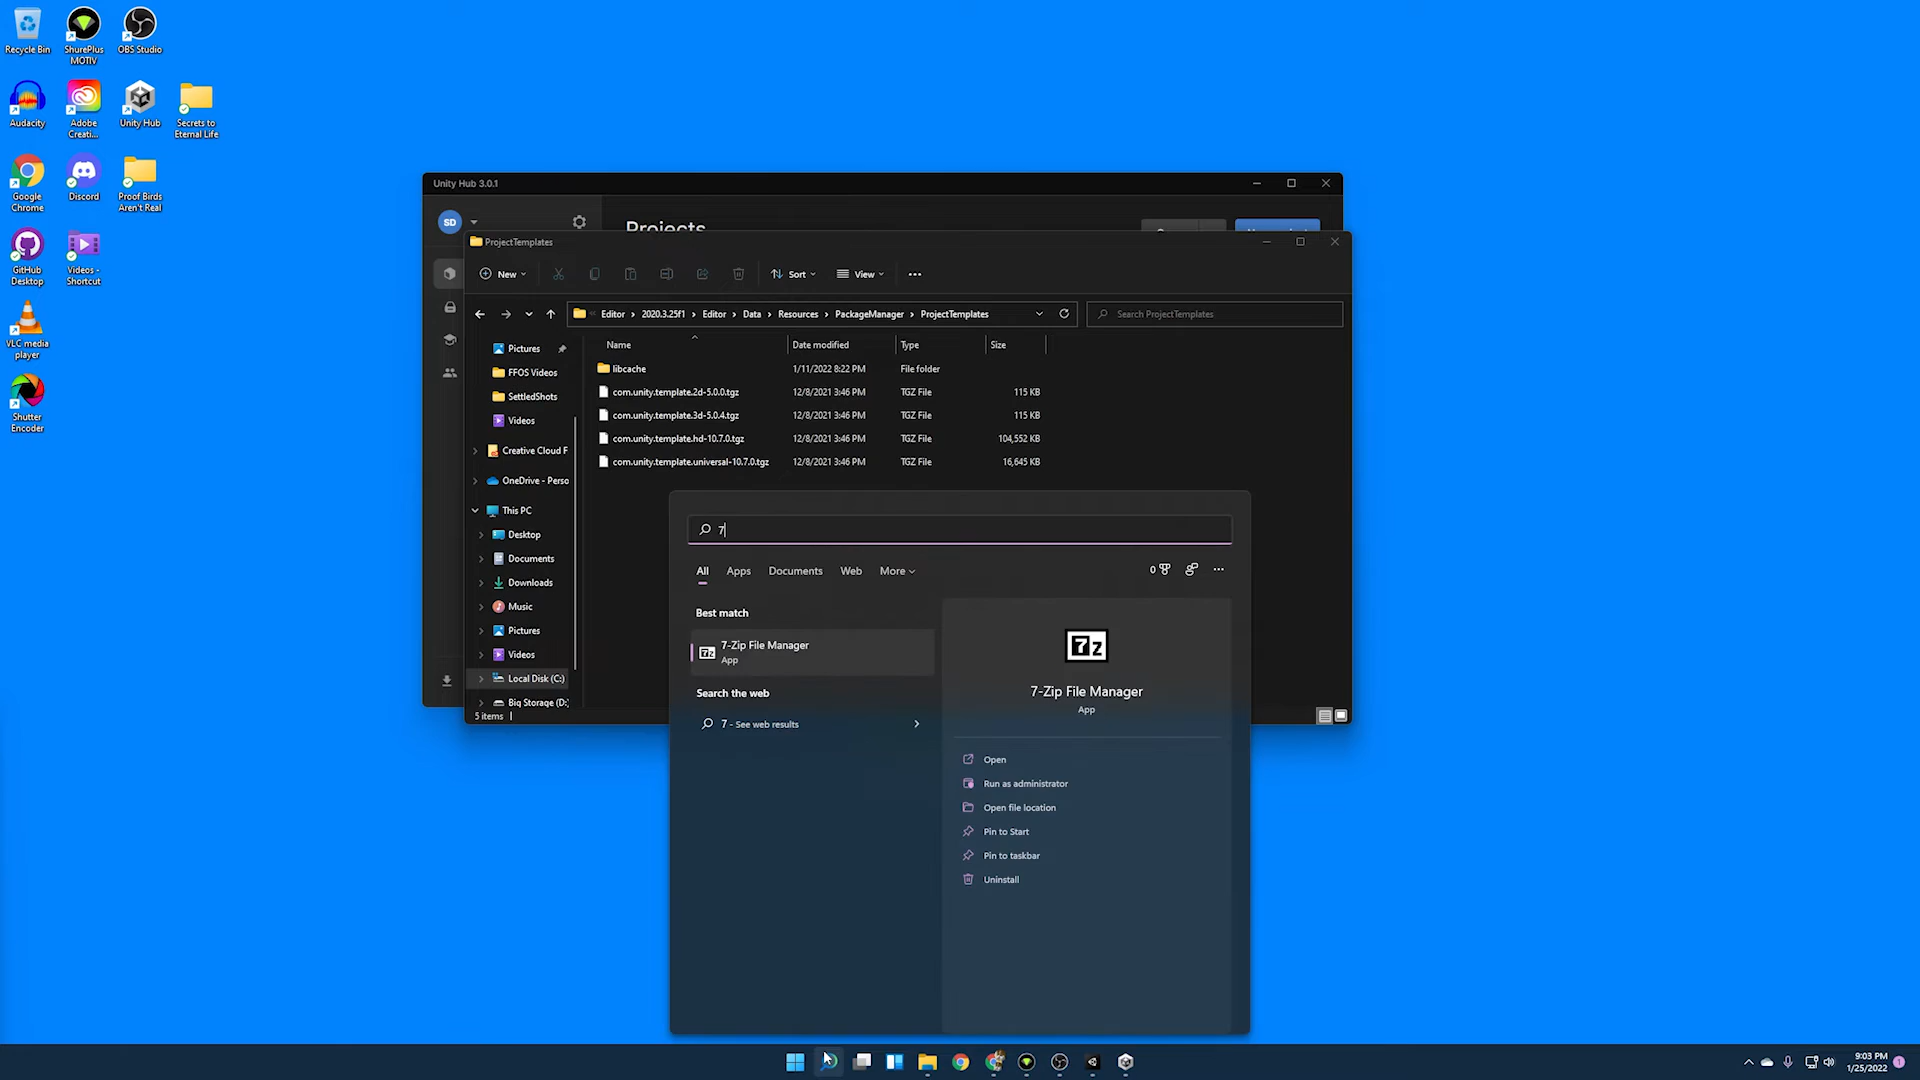 Recycle Bin
ShurePlus
MOTIV
OBS Studio
Audacity
Adobe
Creati...
Unity Hub
Secrets to
Eternal Life
Google
Chrome
Discord
Proof Birds
Aren't Real
GitHub
Desktop
Videos -
Shortcut
VLC media
player
Shutter
Encoder
Unity Hub 3.0.1
SD
Projects
ProjectTemplates
New
Sort
View
Editor
2020.3.25f1
Editor
Data
Resources
PackageManager
ProjectTemplates
Search ProjectTemplates
Name
Date modified
Type
Size
Pictures
FFOS Videos
SettledShots
Videos
Creative Cloud F
OneDrive - Perso
This PC
Desktop
Documents
Downloads
Music
Pictures
Videos
Local Disk (C:)
Big Storage (D:)
5 items
libcache 1/11/2022 8:22 PM File folder
com.unity.template.2d-5.0.0.tgz 12/8/2021 3:46 PM TGZ File 115 KB
com.unity.template.3d-5.0.4.tgz 12/8/2021 3:46 PM TGZ File 115 KB
com.unity.template.hd-10.7.0.tgz 12/8/2021 3:46 PM TGZ File 104,552 KB
com.unity.template.universal-10.7.0.tgz 12/8/2021 3:46 PM TGZ File 16,645 KB
7
All Apps Documents Web More
0
Best match
7-Zip File Manager
App
Search the web
7 - See web results
7z
7-Zip File Manager
App
Open
Run as administrator
Open file location
Pin to Start
Pin to taskbar
Uninstall
9:03 PM
1/25/2022
1